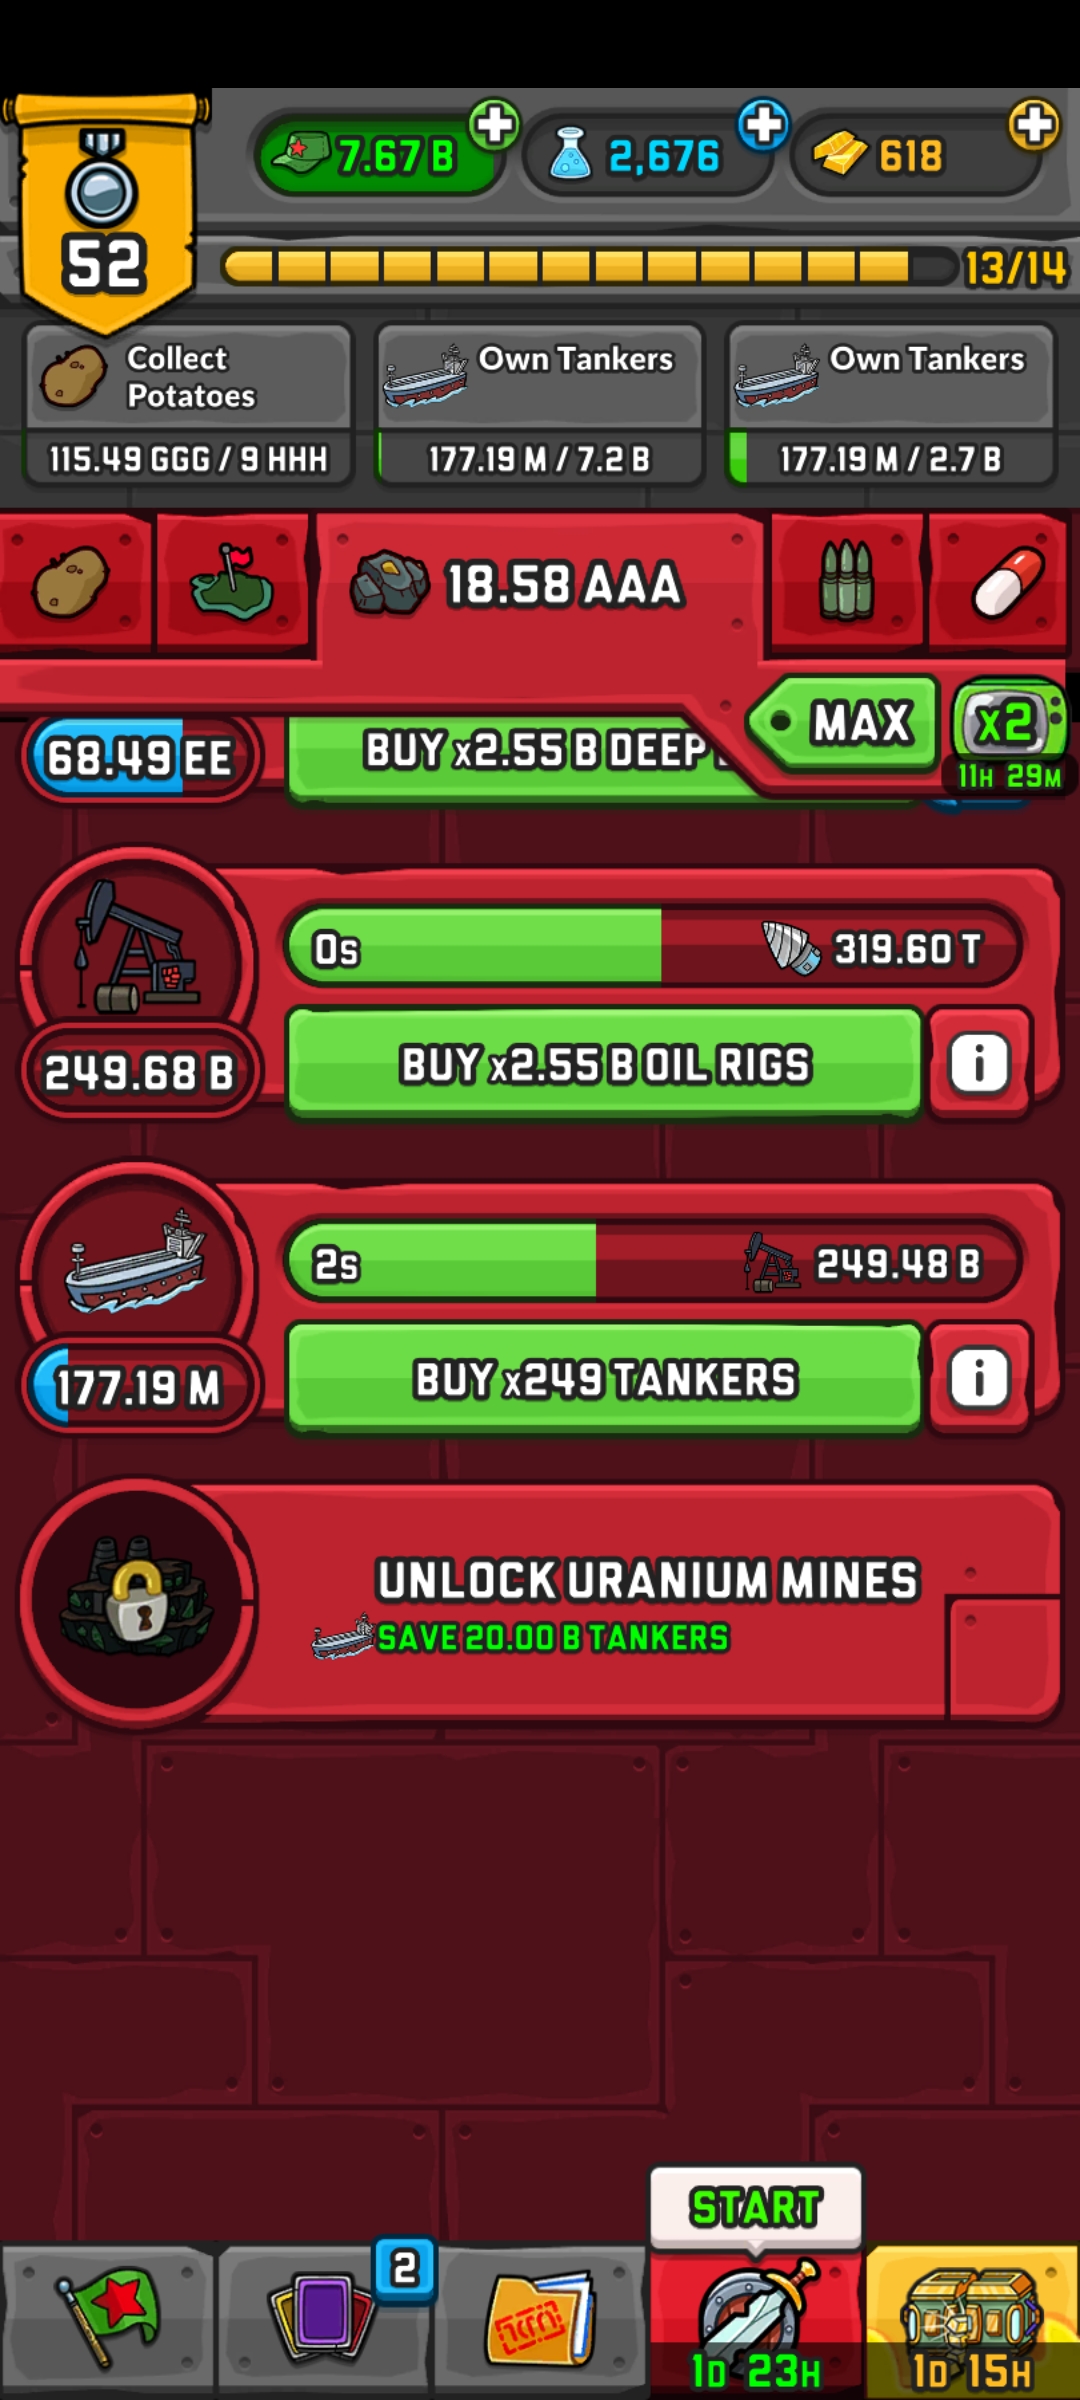 52
7.67 B
2,676
618
13/14
Collect
Potatoes
115.49 GGG / 9 HHH
Own Tankers
177.19 M / 7.2 B
Own Tankers
177.19 M / 2.7 B
18.58 AAA
MAX
x2
11H 29M
68.49 EE
BUY x2.55 B DEEP
0s
319.60 T
249.68 B
BUY x2.55 B OIL RIGS
i
2s
249.48 B
177.19 M
BUY x249 TANKERS
i
UNLOCK URANIUM MINES
SAVE 20.00 B TANKERS
START
2
1D 23H
1D 15H